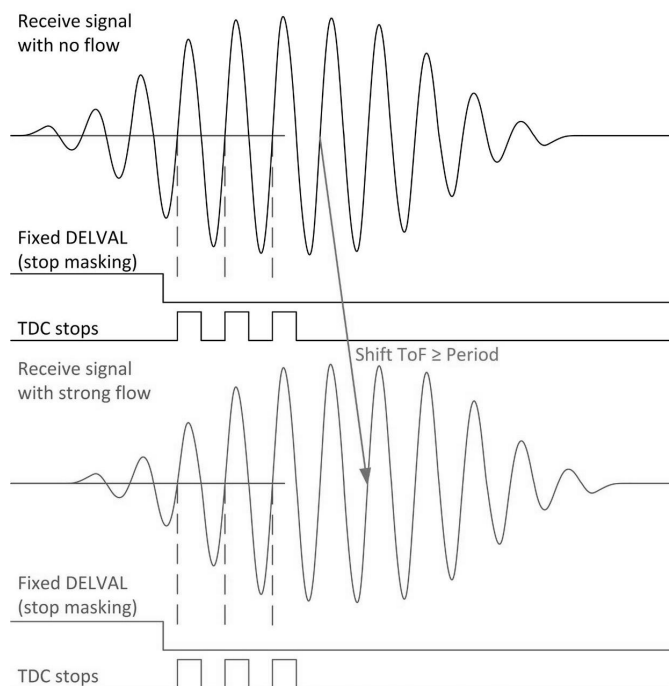 Receive signal
with no flow
Fixed DELVAL
(stop masking)
TDC stops
Shift ToF ≥ Period
Receive signal
with strong flow
Fixed DELVAL
(stop masking)
TDC stops